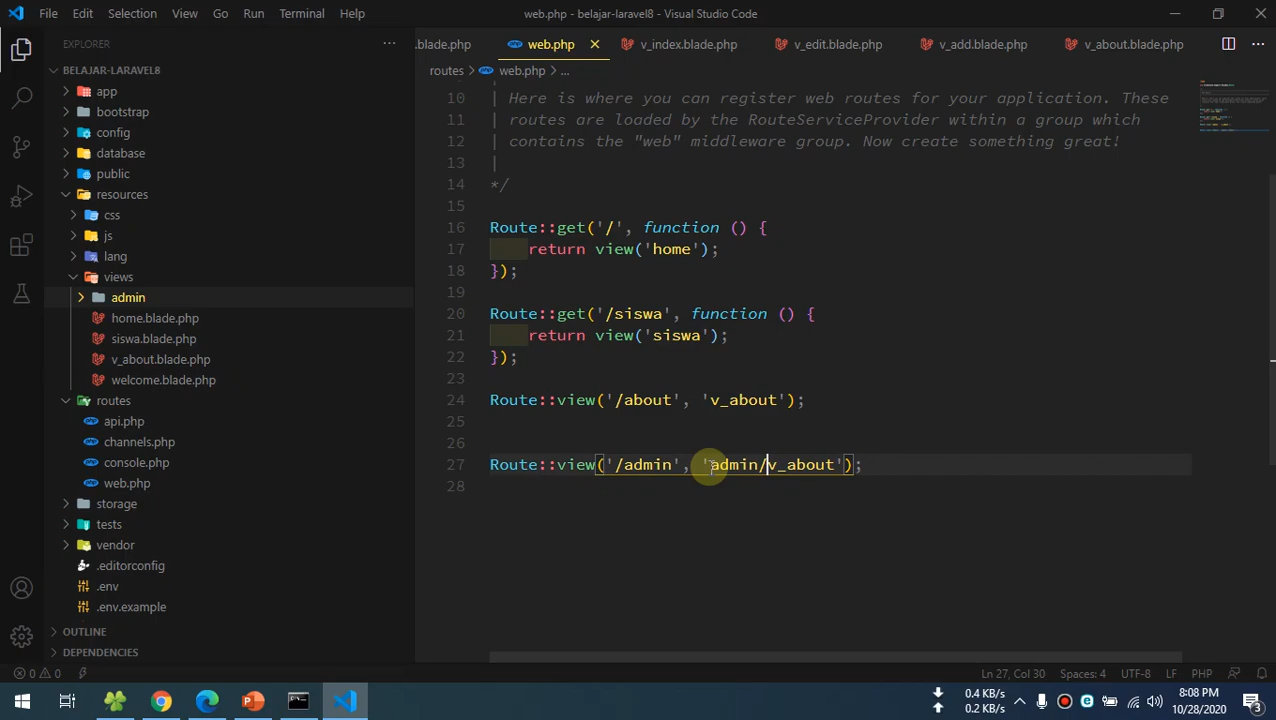 File Edit Selection View Go Run Terminal Help
web.php - belajar-laravel8 - Visual Studio Code
EXPLORER
BELAJAR-LARAVEL8
app
bootstrap
config
database
public
resources
css
js
lang
views
admin
home.blade.php
siswa.blade.php
v_about.blade.php
welcome.blade.php
routes
api.php
channels.php
console.php
web.php
storage
tests
vendor
.editorconfig
.env
.env.example
OUTLINE
DEPENDENCIES
.blade.php web.php v_index.blade.php v_edit.blade.php v_add.blade.php v_about.blade.php
routes > web.php > ...
10 | Here is where you can register web routes for your application. These
11 | routes are loaded by the RouteServiceProvider within a group which
12 | contains the "web" middleware group. Now create something great!
13 |
14 */
15
16 Route::get('/', function () {
17 return view('home');
18 });
19
20 Route::get('/siswa', function () {
21 return view('siswa');
22 });
23
24 Route::view('/about', 'v_about');
25
26
27 Route::view('/admin', 'admin/v_about');
28
0 0 Ln 27, Col 30 Spaces: 4 UTF-8 LF PHP
0.4 KB/s
0.2 KB/s
8:08 PM
10/28/2020
3